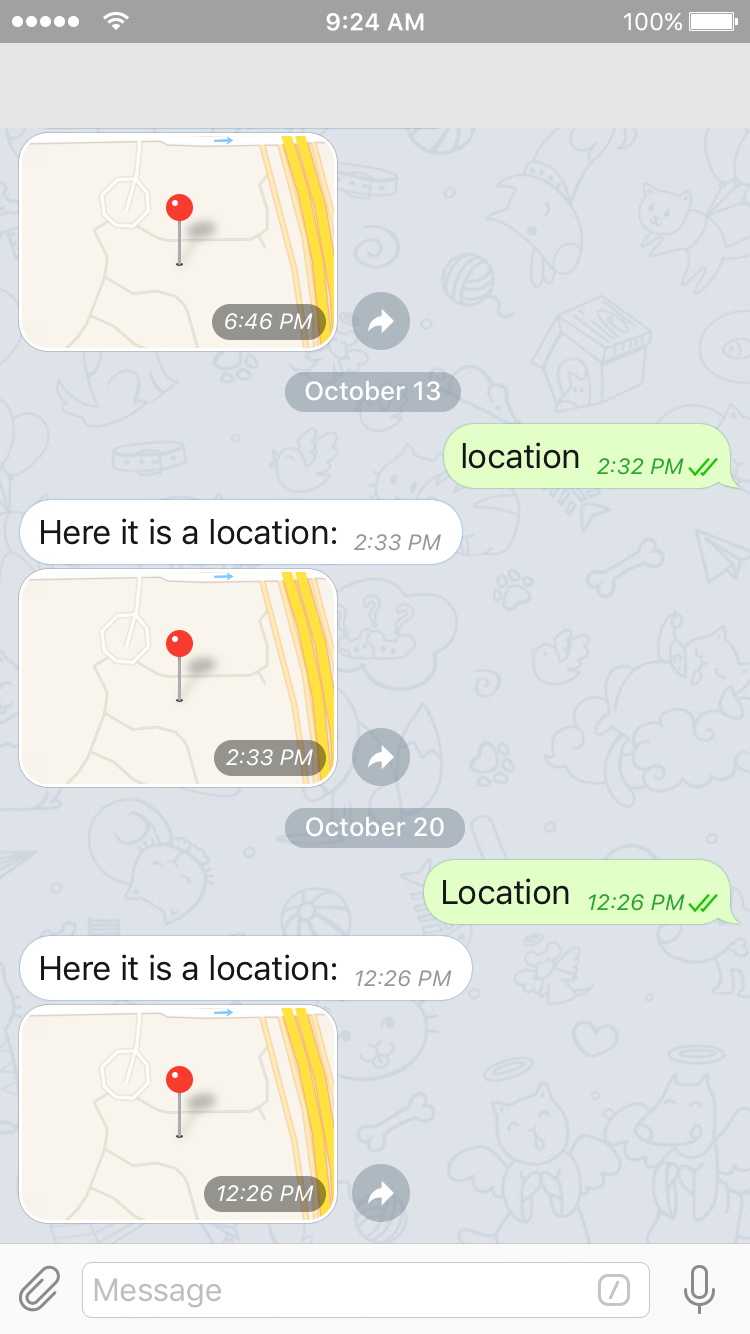 9:24 AM 100%
6:46 PM
October 13
location 2:32 PM
Here it is a location: 2:33 PM
2:33 PM
October 20
Location 12:26 PM
Here it is a location: 12:26 PM
12:26 PM
Message